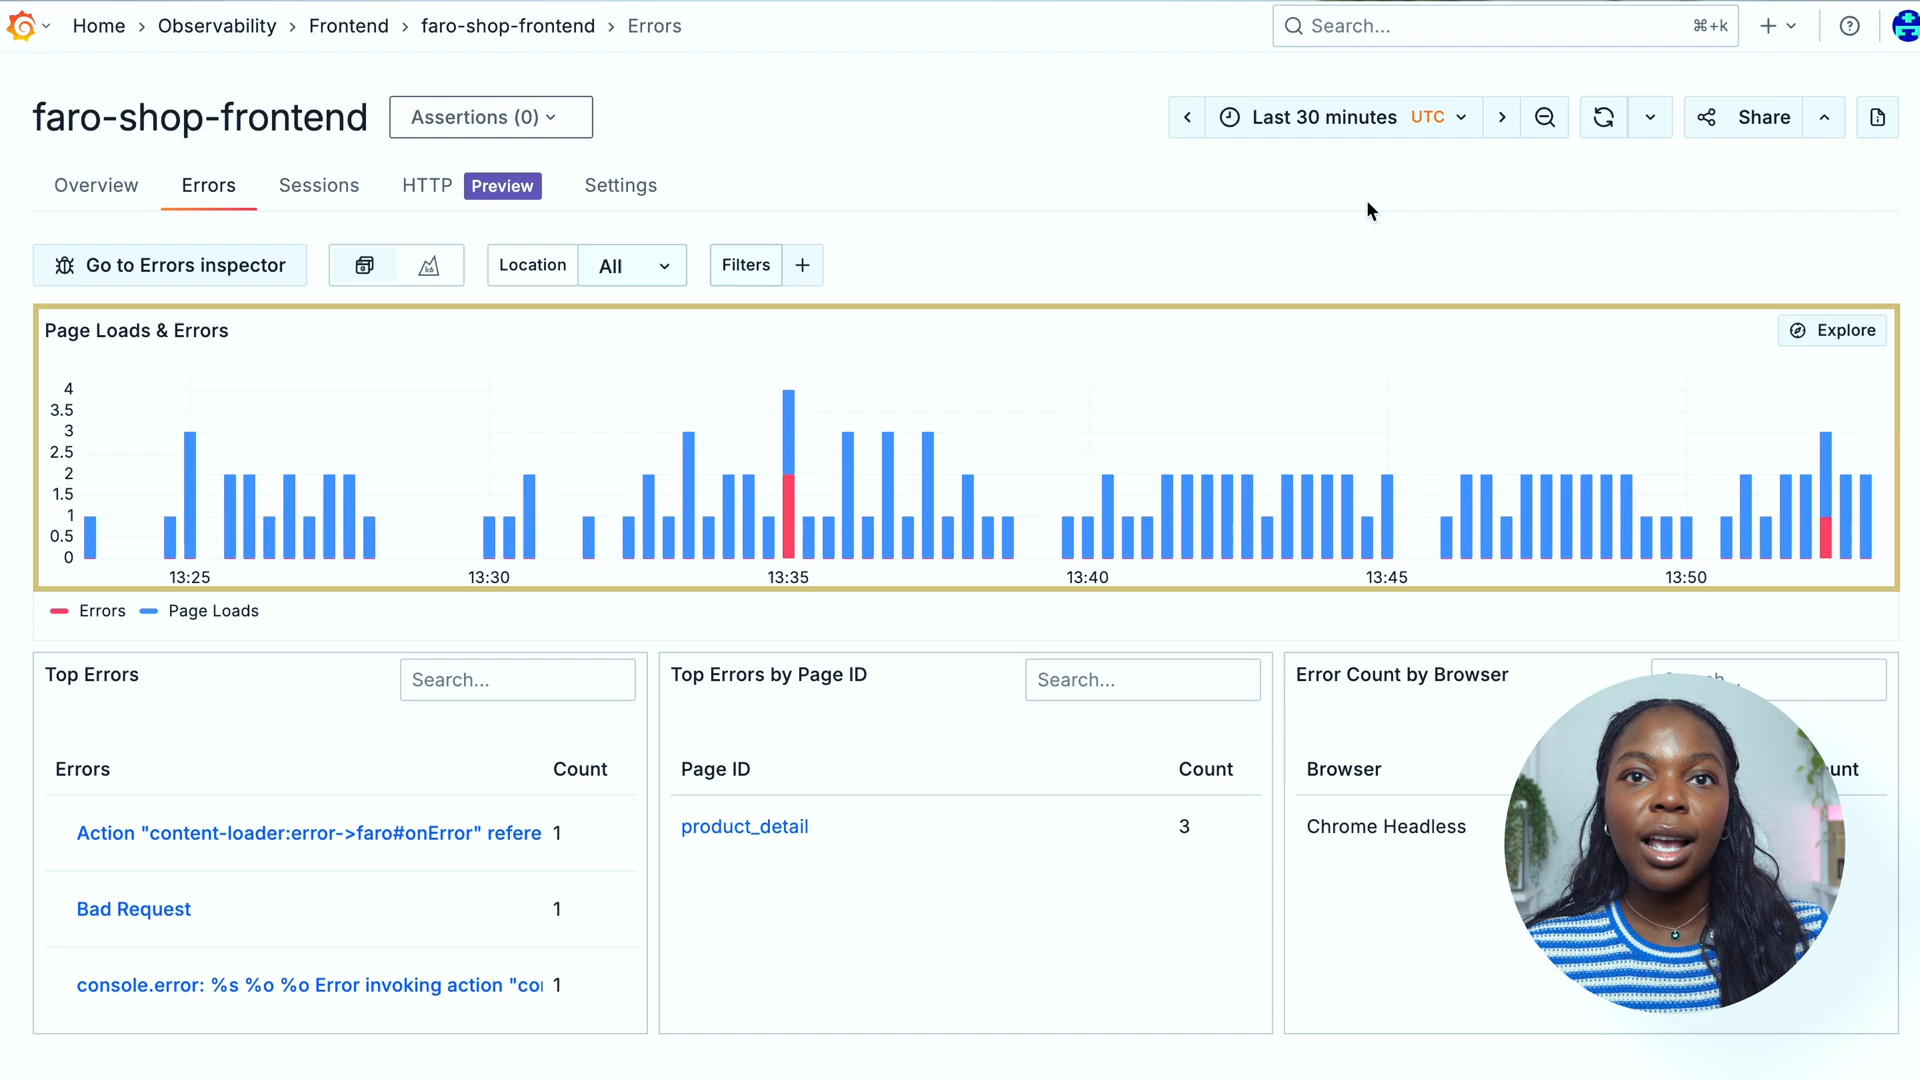 Home > Observability > Frontend > faro-shop-frontend > Errors
Search...
⌘+k
faro-shop-frontend
Assertions (0)
Last 30 minutes UTC
Share
Overview
Errors
Sessions
HTTP
Preview
Settings
Go to Errors inspector
k6
Location
All
Filters
Page Loads & Errors
Explore
4
3.5
3
2.5
2
1.5
1
0.5
0
13:25
13:30
13:35
13:40
13:45
13:50
Errors
Page Loads
Top Errors
Search...
Errors
Count
Action "content-loader:error->faro#onError" refere 1
Bad Request 1
console.error: %s %o %o Error invoking action "co 1
Top Errors by Page ID
Search...
Page ID
Count
product_detail
3
Error Count by Browser
Browser
unt
Chrome Headless